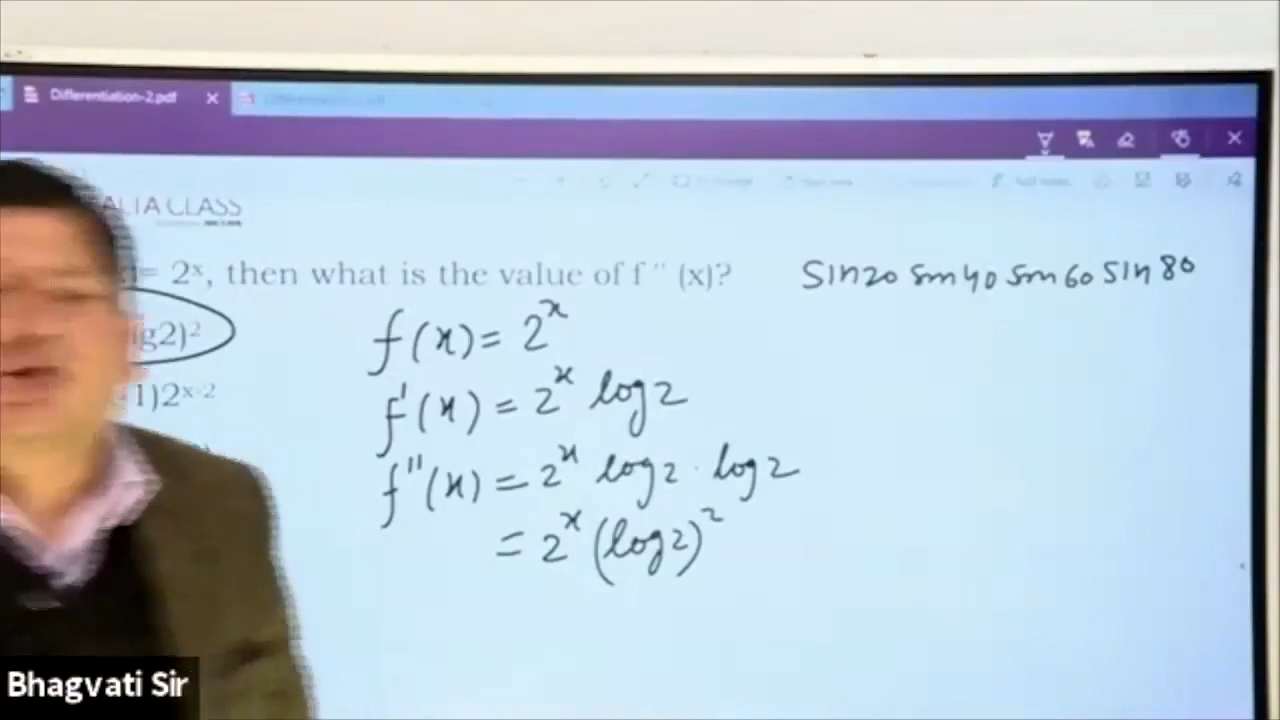 Differentiation-2.pdf
ALTA CLASS
= 2ˣ, then what is the value of f '' (x)?
sin20 sin40 sin60 sin80
g2)²
1)2ˣ⁻²
f(x) = 2ˣ
f'(x) = 2ˣ log2
f''(x) = 2ˣ log2 · log2
= 2ˣ (log2)²
Bhagvati Sir